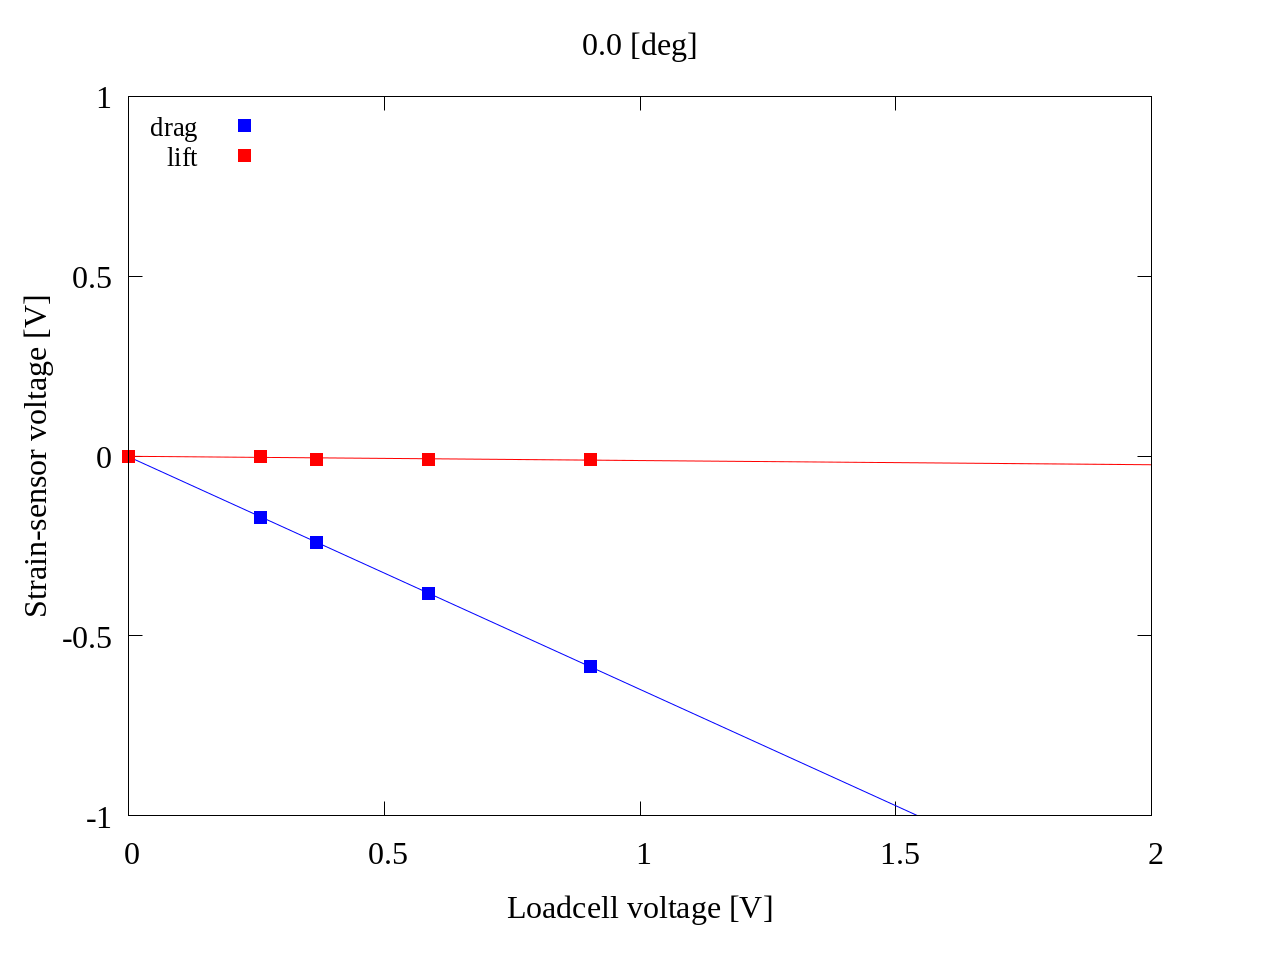 0.0 [deg]
1
drag
lift
0.5
0
-0.5
-1
Strain-sensor voltage [V]
0 0.5 1 1.5 2
Loadcell voltage [V]